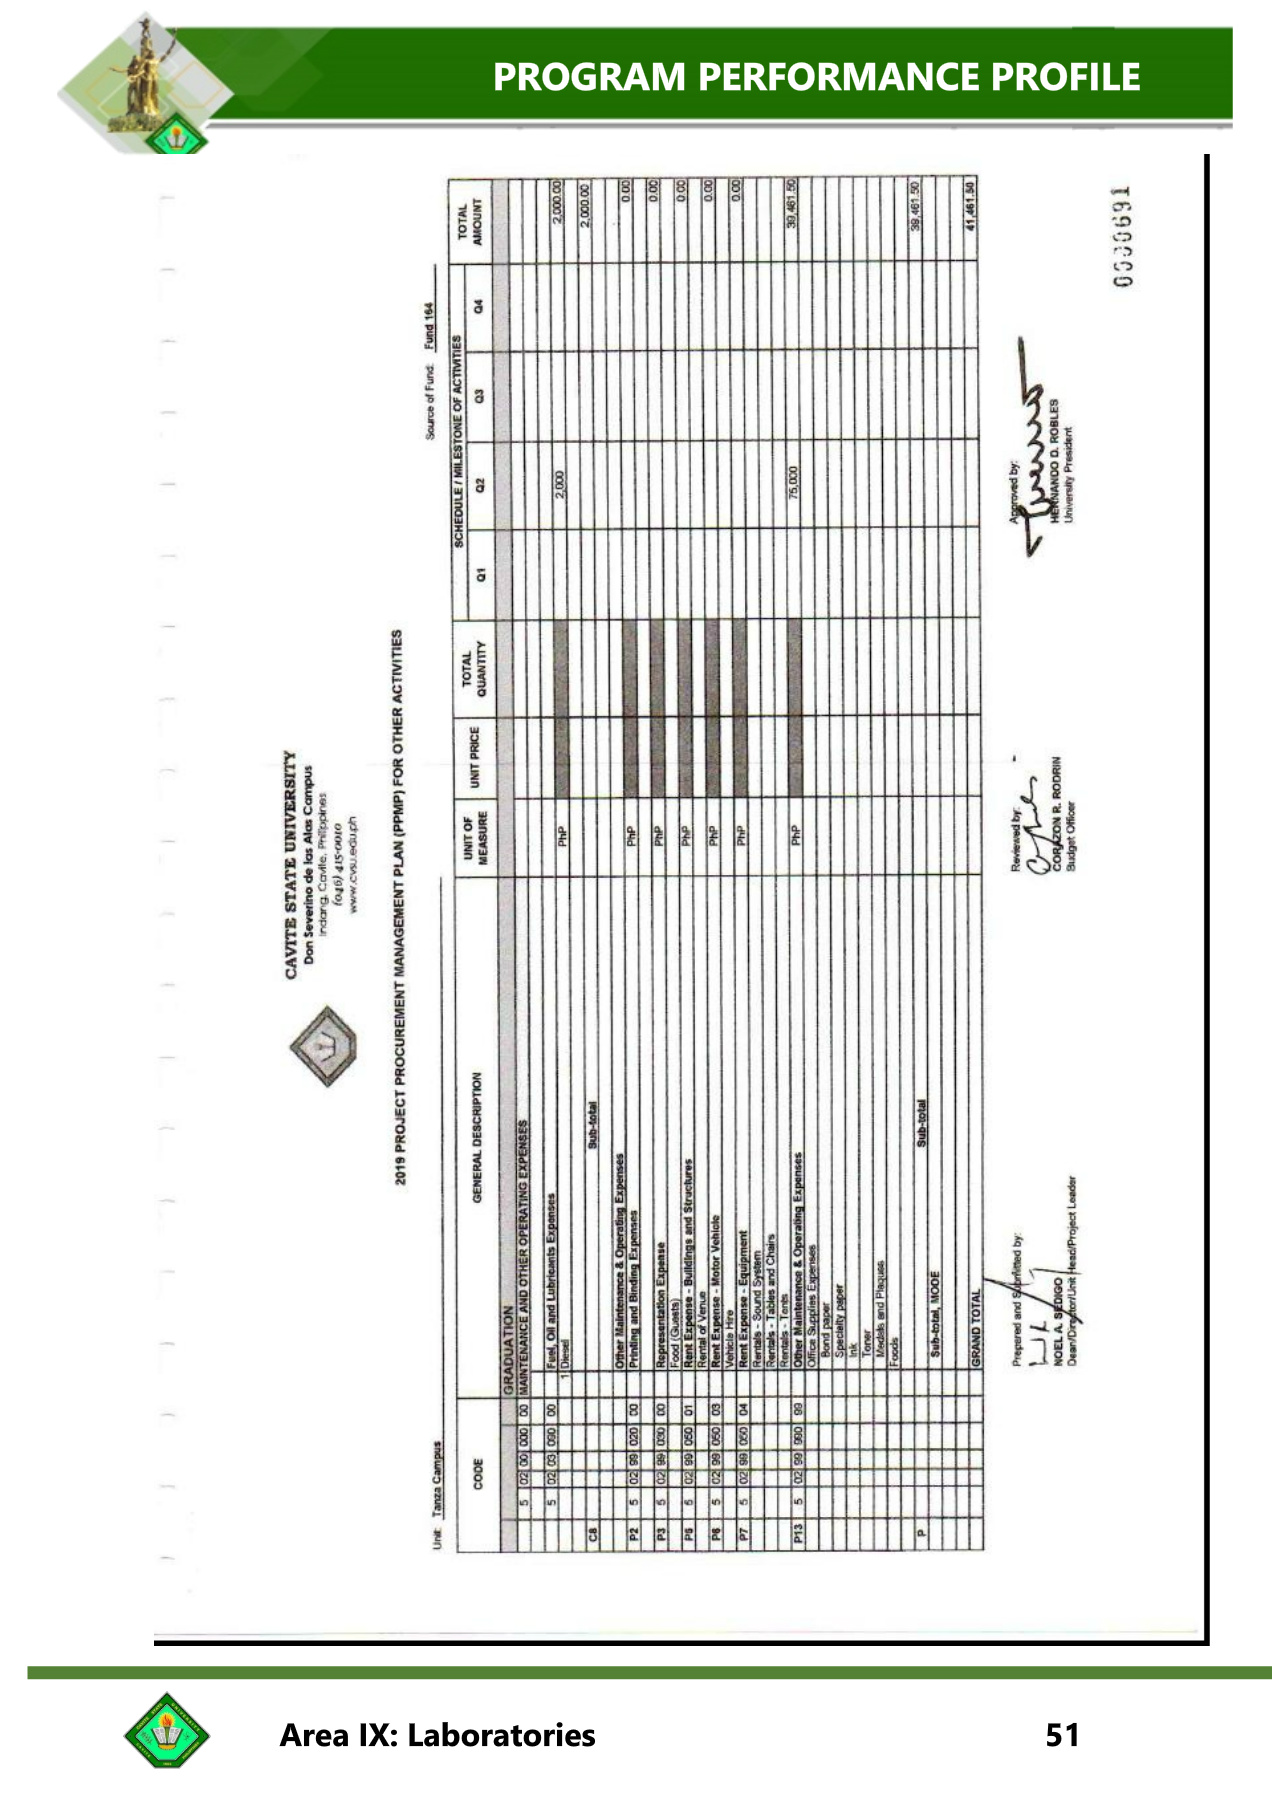 PROGRAM PERFORMANCE PROFILE
CAVITE STATE UNIVERSITY
Don Severino de las Alas Campus
Indang, Cavite, Philippines
(046) 415-0010
www.cvsu.edu.ph
2019 PROJECT PROCUREMENT MANAGEMENT PLAN (PPMP) FOR OTHER ACTIVITIES
Unit: Tanza Campus Source of Fund: Fund 164
CODE GENERAL DESCRIPTION UNIT OF MEASURE UNIT PRICE TOTAL QUANTITY SCHEDULE / MILESTONE OF ACTIVITIES TOTAL AMOUNT
Q1 Q2 Q3 Q4
GRADUATION
5 02 00 000 00 MAINTENANCE AND OTHER OPERATING EXPENSES
5 02 03 090 00 Fuel, Oil and Lubricants Expenses
1 Diesel PhP 2,000 2,000.00
C8 Sub-total 2,000.00
Other Maintenance & Operating Expenses
P2 5 02 99 020 00 Printing and Binding Expenses PhP 0.00
P3 5 02 99 030 00 Representation Expense PhP 0.00
Food (Guests)
P5 5 02 99 050 01 Rent Expense - Buildings and Structures PhP 0.00
Rental of Venue
P6 5 02 99 050 03 Rent Expense - Motor Vehicle PhP 0.00
Vehicle Hire
P7 5 02 99 050 04 Rent Expense - Equipment PhP 0.00
Rentals - Sound System
Rentals - Tables and Chairs
Rentals - Tents
P13 5 02 99 990 99 Other Maintenance & Operating Expenses PhP 75,000 39,461.50
Office Supplies Expenses
Bond paper
Specialty paper
Ink
Toner
Medals and Plaques
Foods
P Sub-total 39,461.50
Sub-total, MOOE
GRAND TOTAL 41,461.50
Prepared and Submitted by: Reviewed by: Approved by:
NOEL A. SEDIGO CORAZON R. RODRIN HERNANDO D. ROBLES
Dean/Director/Unit Head/Project Leader Budget Officer University President
0000691
Area IX: Laboratories 51